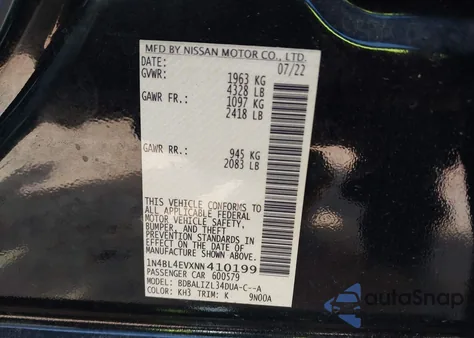 MFD BY NISSAN MOTOR CO., LTD.
DATE: 07/22
GVWR: 1963 KG
4328 LB
GAWR FR.: 1097 KG
2418 LB
GAWR RR.: 945 KG
2083 LB
THIS VEHICLE CONFORMS TO
ALL APPLICABLE FEDERAL
MOTOR VEHICLE SAFETY,
BUMPER, AND THEFT
PREVENTION STANDARDS
IN EFFECT ON THE DATE OF
MANUFACTURE SHOWN ABOVE.
1N4BL4EVXNN410199
PASSENGER CAR 600579
MODEL: BDBALIZL34DUA-C--A
COLOR: KH3 TRIM: K 9N00A
autoSnap